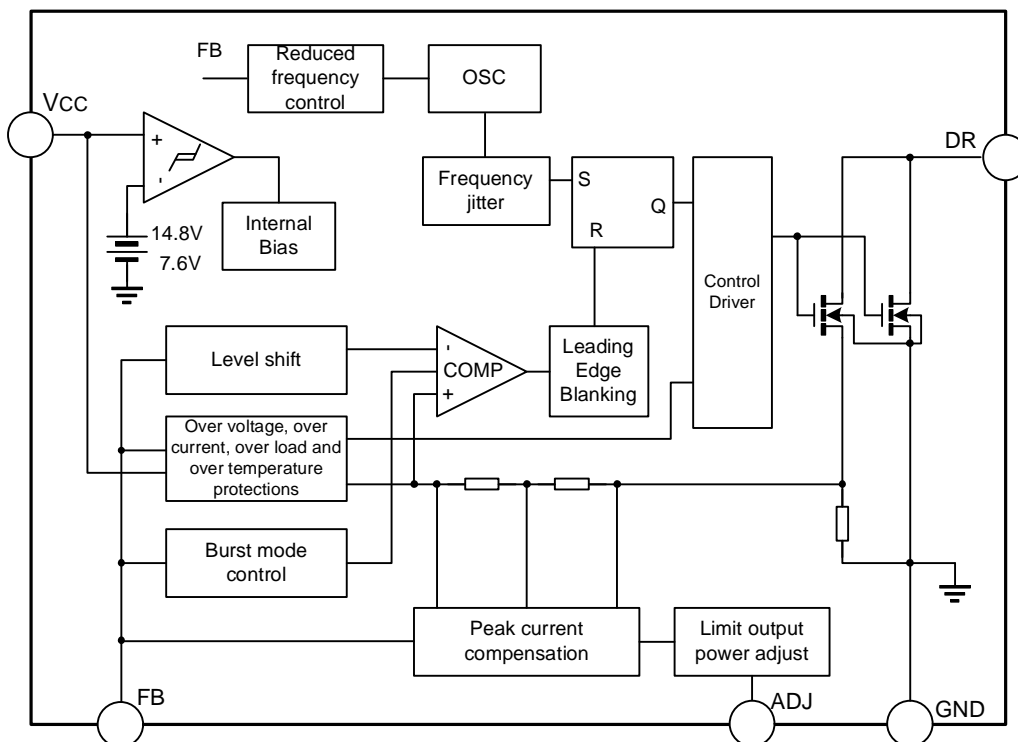 FB
Reduced
frequency
control
OSC
VCC
+
-
14.8V
7.6V
Internal
Bias
Frequency
jitter
S
Q
R
Control
Driver
DR
Level shift
-
COMP
+
Leading
Edge
Blanking
Over voltage, over
current, over load and
over temperature
protections
Burst mode
control
Peak current
compensation
Limit output
power adjust
FB
ADJ
GND